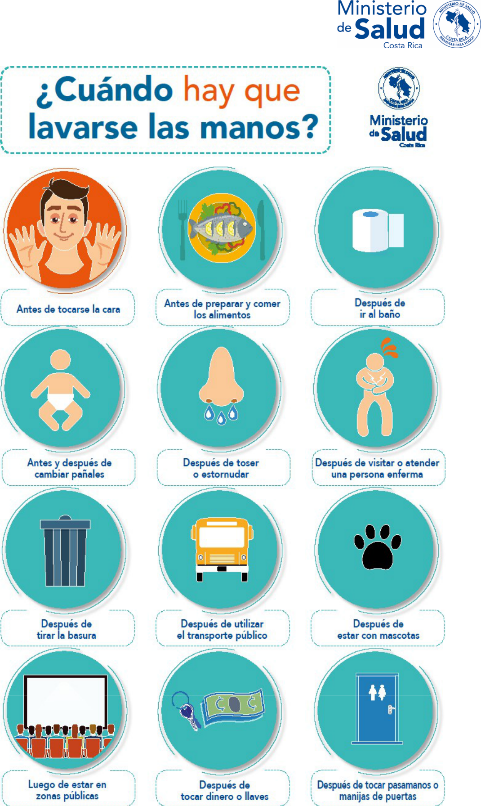 Ministerio
de Salud
Costa Rica
¿Cuándo hay que
lavarse las manos?
Ministerio
de Salud
Costa Rica
Antes de tocarse la cara
Antes de preparar y comer
los alimentos
Después de
ir al baño
Antes y después de
cambiar pañales
Después de toser
o estornudar
Después de visitar o atender
una persona enferma
Después de
tirar la basura
Después de utilizar
el transporte público
Después de
estar con mascotas
Luego de estar en
zonas públicas
Después de
tocar dinero o llaves
Después de tocar pasamanos o
manijas de puertas